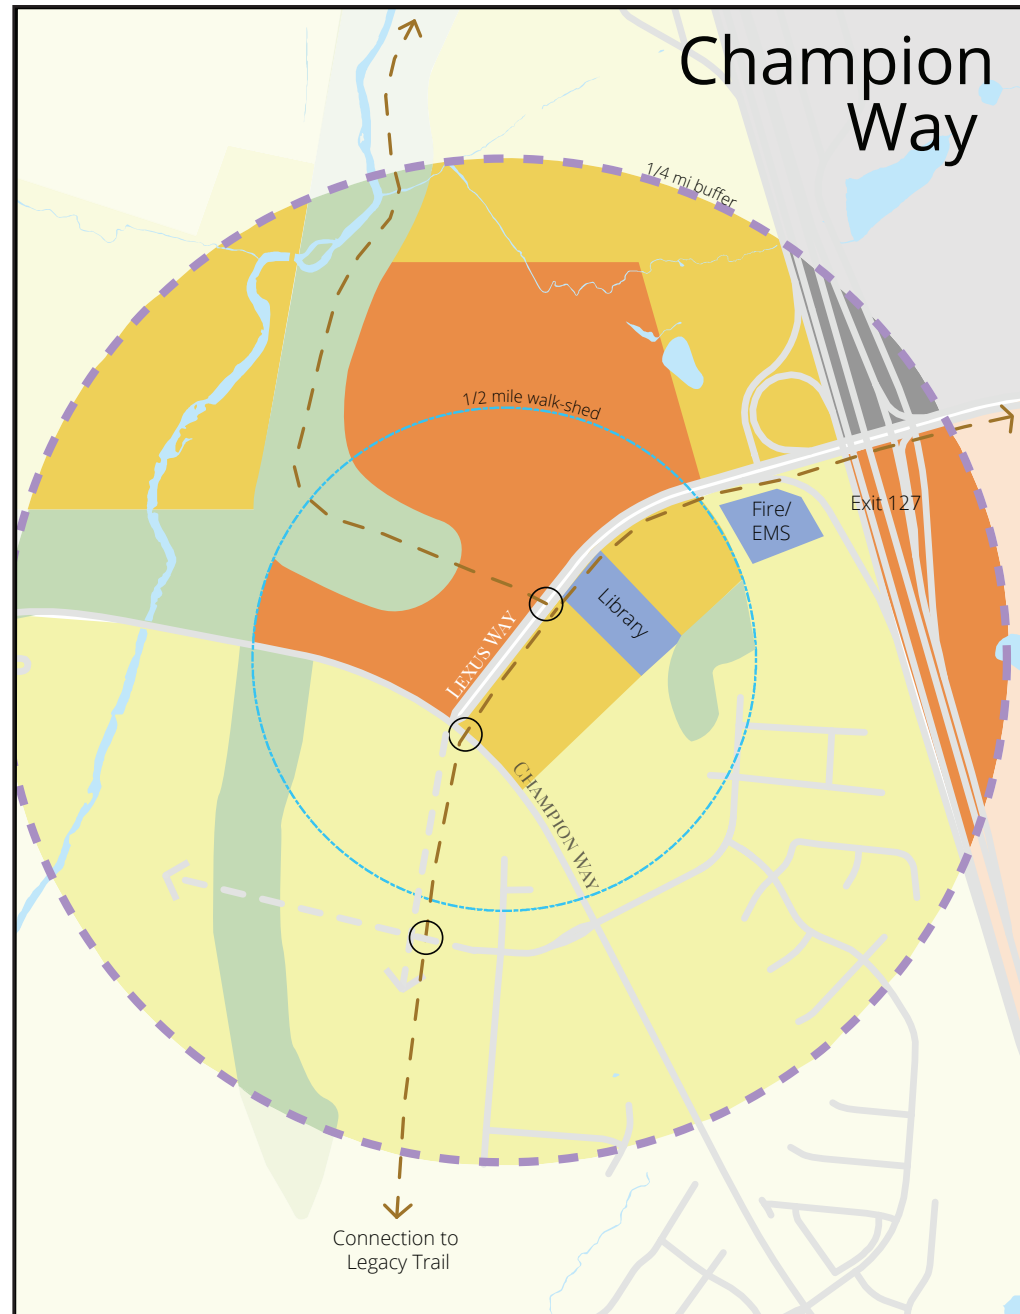 Champion
Way
1/4 mi buffer
1/2 mile walk-shed
Exit 127
Fire/
EMS
Library
LEXUS WAY
CHAMPION WAY
Connection to
Legacy Trail